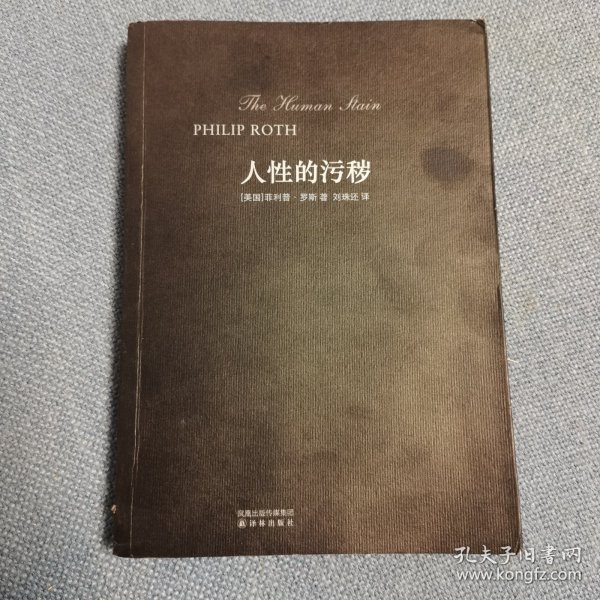 The Human Stain
PHILIP ROTH
人性的污秽
[美国]菲利普·罗斯 著 刘珠还 译
凤凰出版传媒集团
译林出版社
孔夫子旧书网
www.kongfz.com